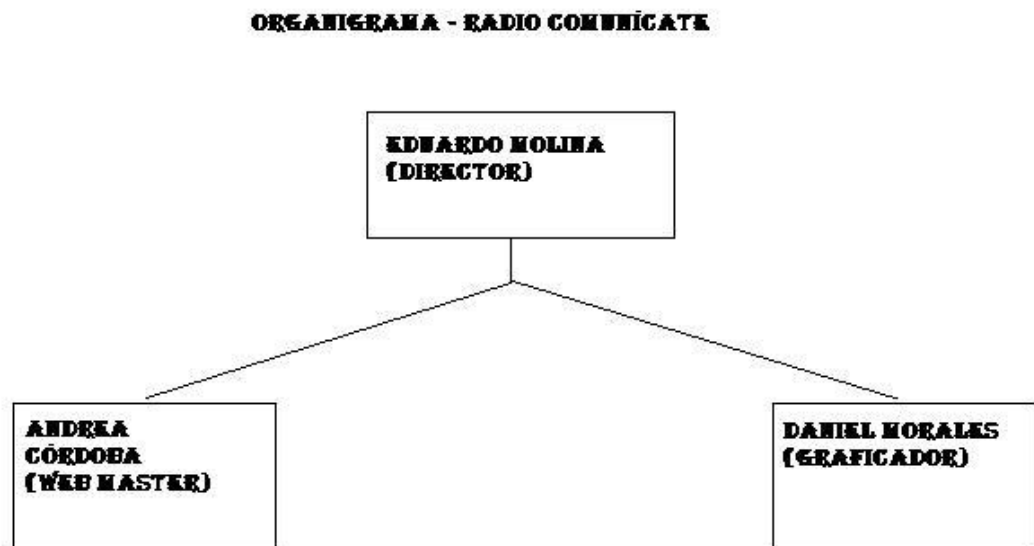 ORGANIGRAMA - RADIO COMUNÍCATE
EDUARDO MOLINA
(DIRECTOR)
ANDREA
CÓRDOBA
(WEB MASTER)
DANIEL MORALES
(GRAFICADOR)